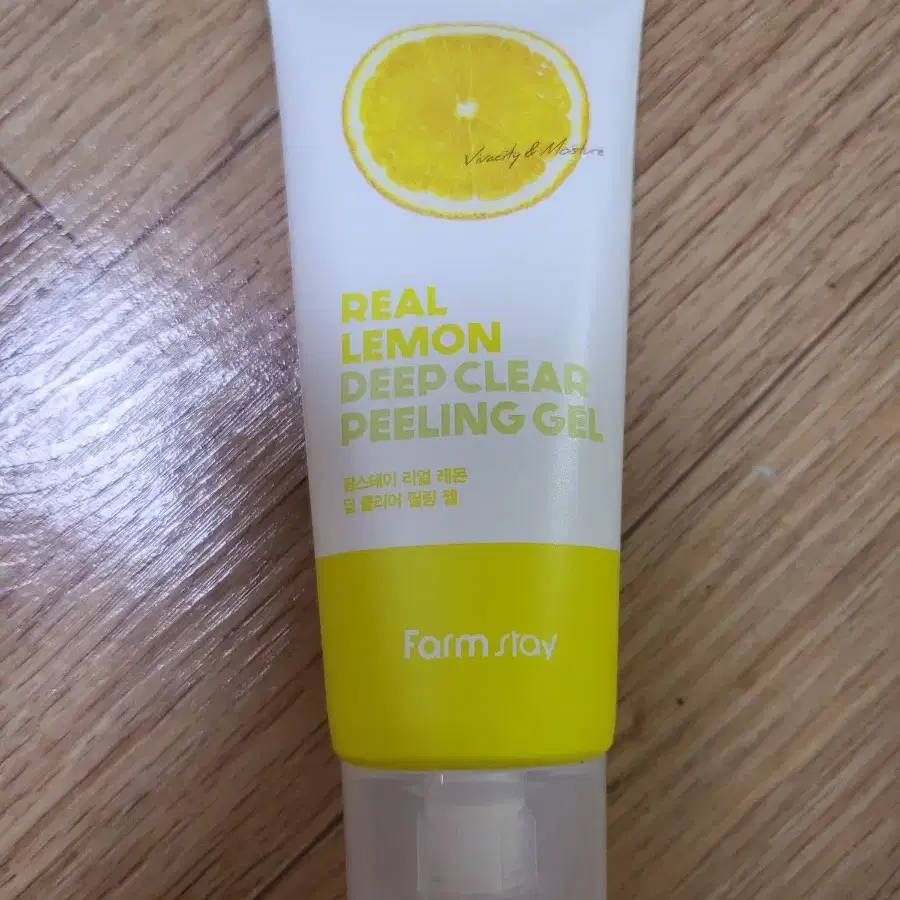 Vivacity & Moisture
REAL
LEMON
DEEP CLEAR
PEELING GEL
팜스테이 리얼 레몬
딥 클리어 필링 젤
Farm stay